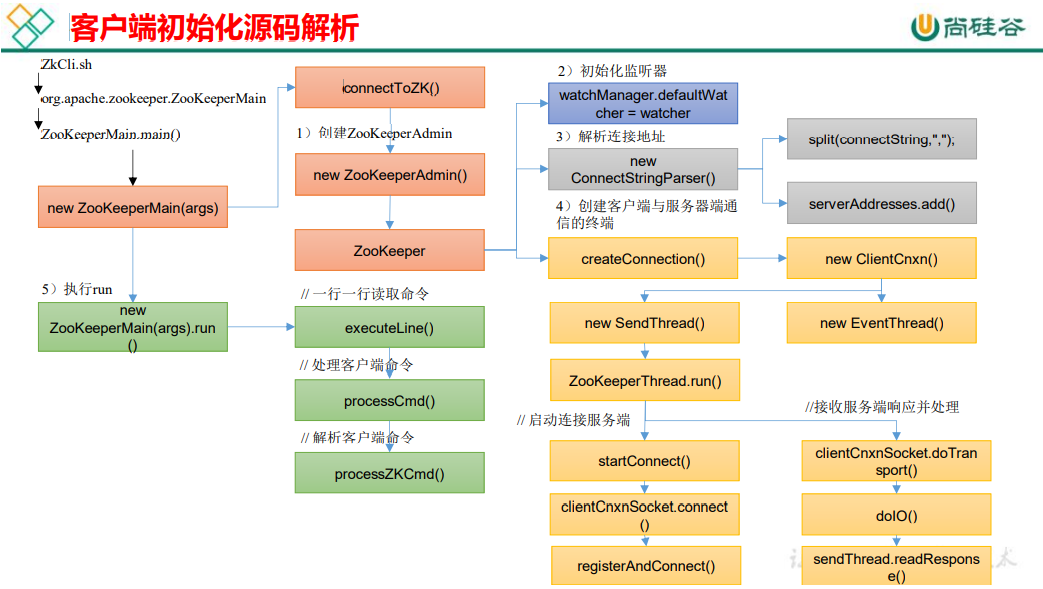 客户端初始化源码解析
尚硅谷
ZkCli.sh
org.apache.zookeeper.ZooKeeperMain
ZooKeeperMain.main()
new ZooKeeperMain(args)
5）执行run
new
ZooKeeperMain(args).run
()
connectToZK()
1）创建ZooKeeperAdmin
new ZooKeeperAdmin()
ZooKeeper
// 一行一行读取命令
executeLine()
// 处理客户端命令
processCmd()
// 解析客户端命令
processZKCmd()
2）初始化监听器
watchManager.defaultWat
cher = watcher
3）解析连接地址
new
ConnectStringParser()
split(connectString,",");
serverAddresses.add()
4）创建客户端与服务器端通
信的终端
createConnection()
new ClientCnxn()
new SendThread()
new EventThread()
ZooKeeperThread.run()
// 启动连接服务端
startConnect()
clientCnxnSocket.connect
()
registerAndConnect()
//接收服务端响应并处理
clientCnxnSocket.doTran
sport()
doIO()
sendThread.readRespons
e()